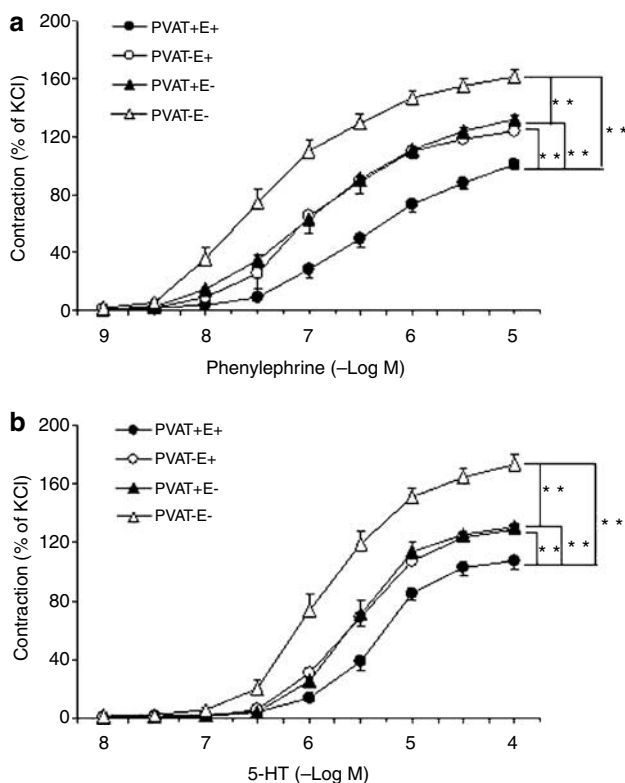 a
PVAT+E+
PVAT-E+
PVAT+E-
PVAT-E-
200
160
120
80
40
0
Contraction (% of KCl)
* *
* *
* *
* *
9 8 7 6 5
Phenylephrine (–Log M)
b
PVAT+E+
PVAT-E+
PVAT+E-
PVAT-E-
200
160
120
80
40
0
Contraction (% of KCl)
* *
* *
* *
* *
8 7 6 5 4
5-HT (–Log M)